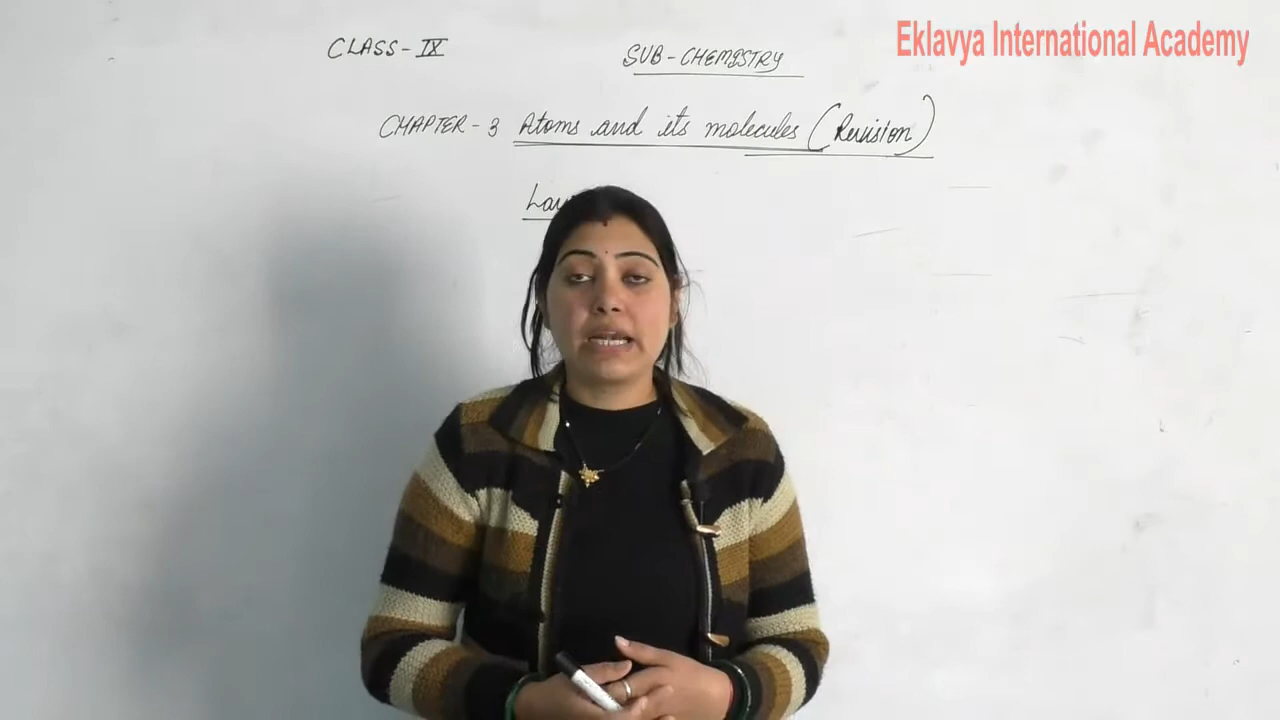 Eklavya International Academy
CLASS - IX
SUB - CHEMISTRY
CHAPTER - 3 Atoms and its molecules (Revision)